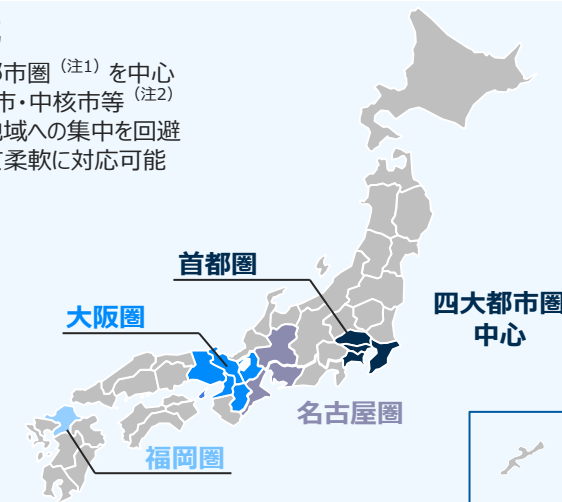 都市圏（注1）を中心
市・中核市等（注2）
地域への集中を回避
て柔軟に対応可能
首都圏
大阪圏
四大都市圏
中心
名古屋圏
福岡圏